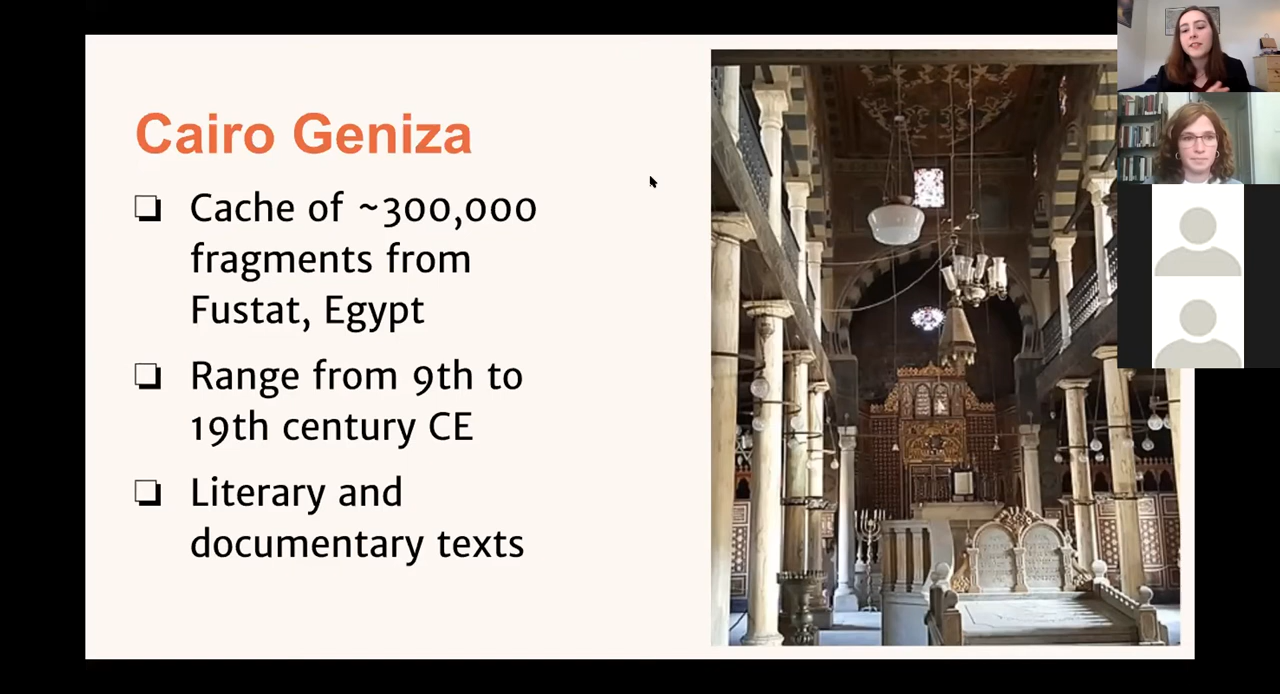 Cairo Geniza
Cache of ~300,000
fragments from
Fustat, Egypt
Range from 9th to
19th century CE
Literary and
documentary texts